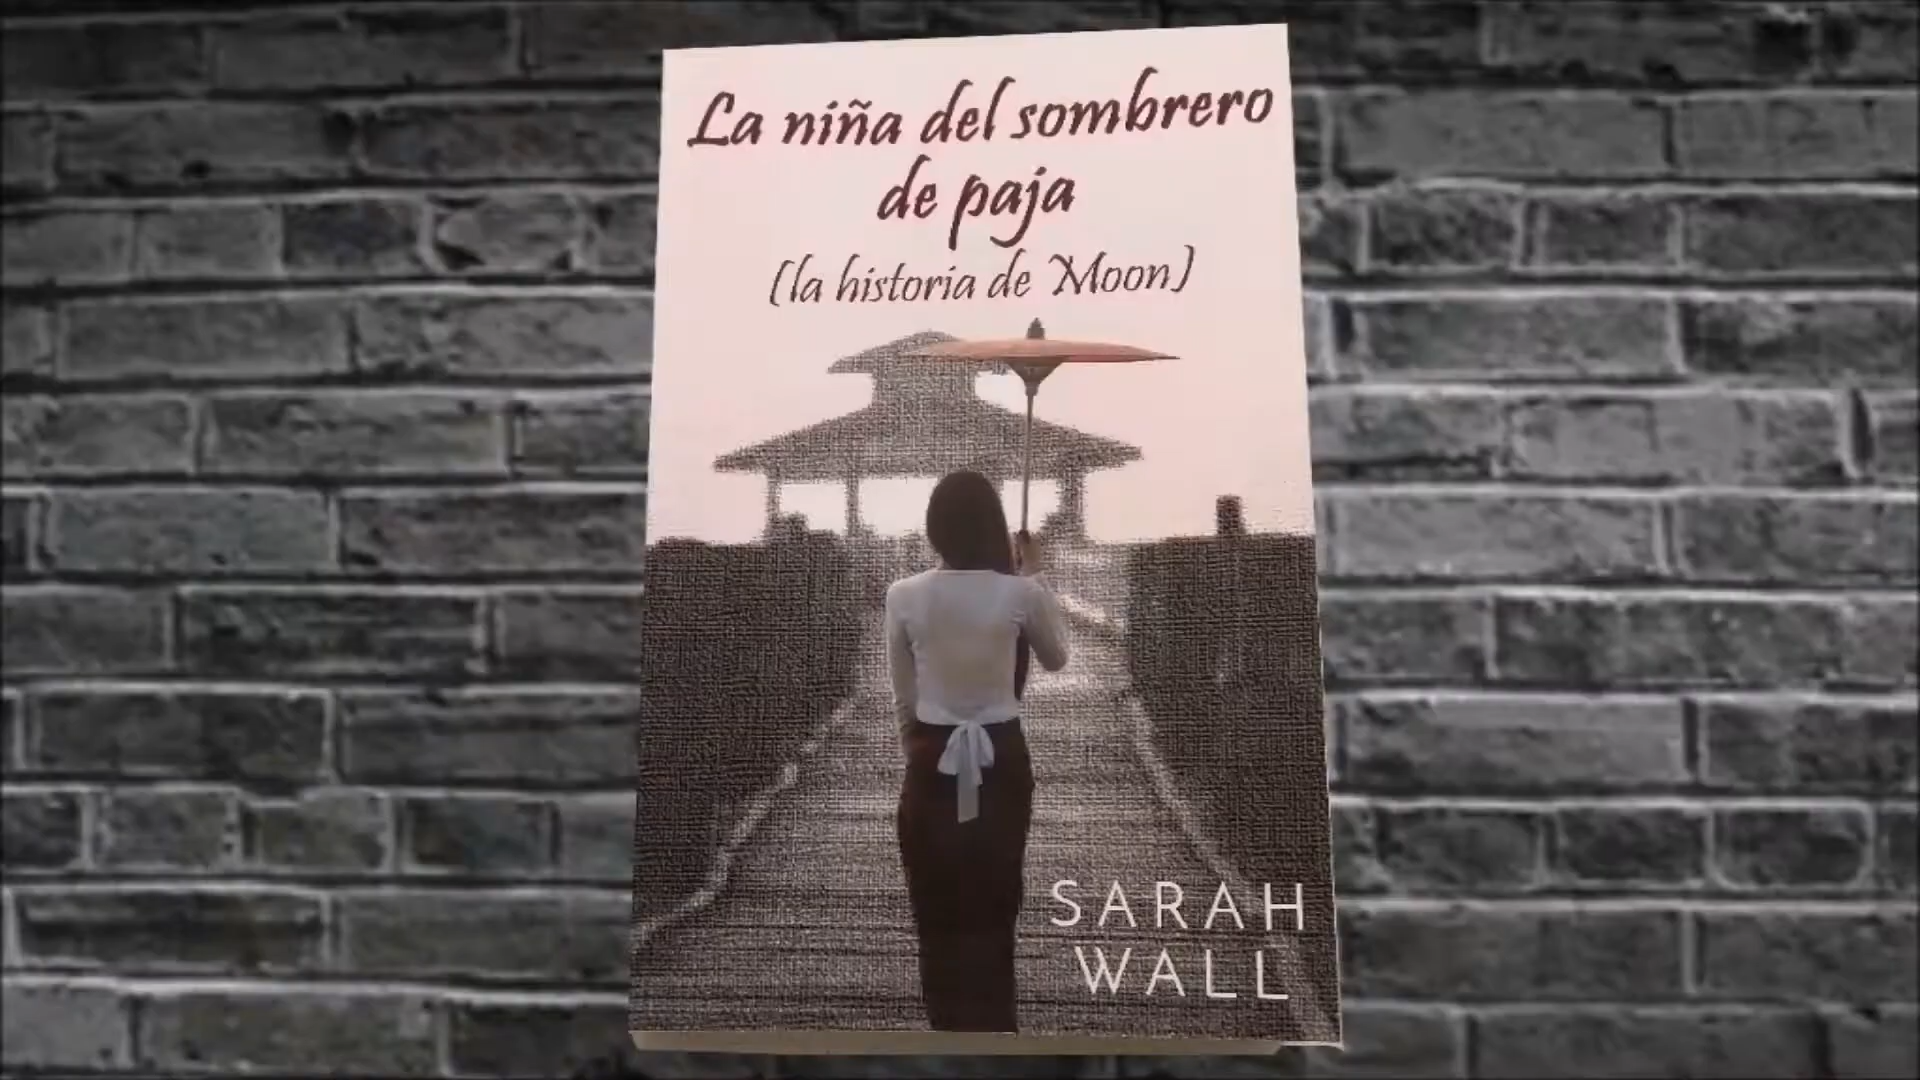 La niña del sombrero
de paja
(la historia de Moon)
SARAH
WALL